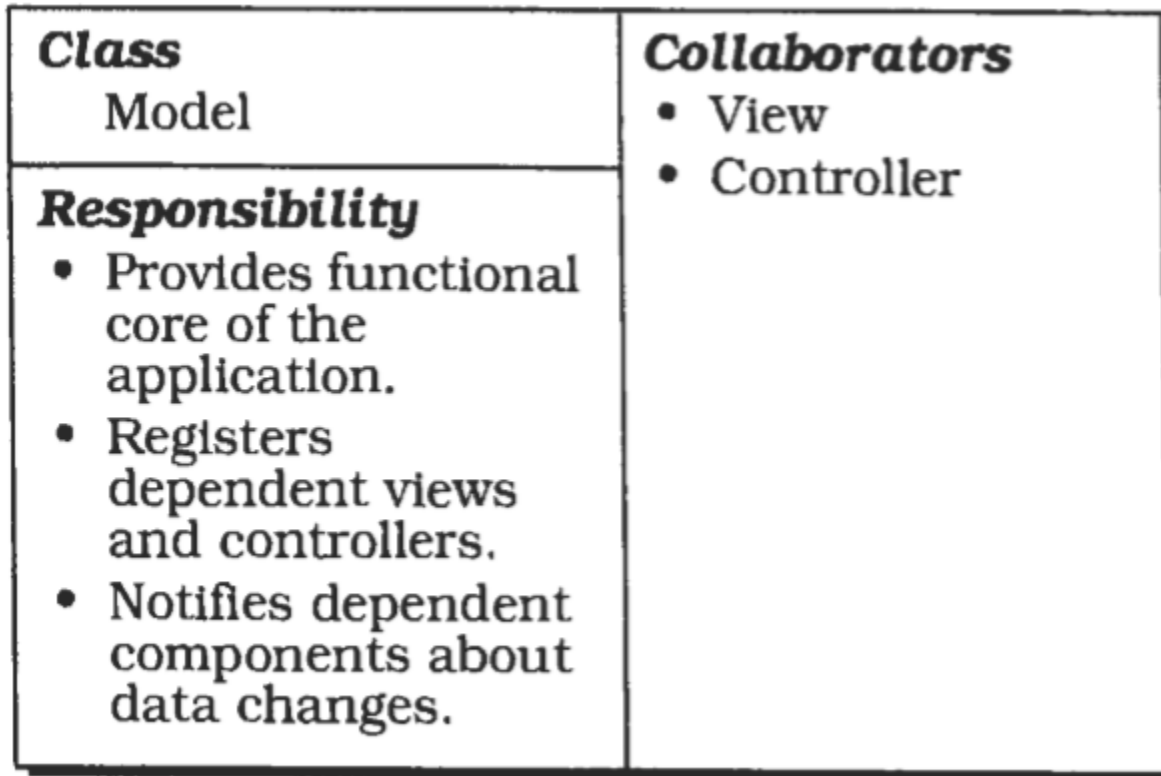 Class
Model
Responsibility
• Provides functional
core of the
application.
• Registers
dependent views
and controllers.
• Notifies dependent
components about
data changes.
Collaborators
• View
• Controller